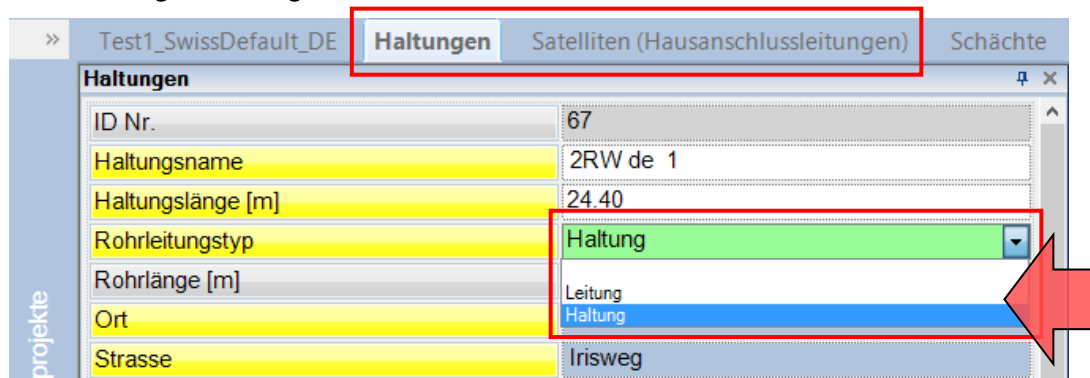 » Test1_SwissDefault_DE Haltungen Satelliten (Hausanschlussleitungen) Schächte
Haltungen
ID Nr. 67
Haltungsname 2RW de 1
Haltungslänge [m] 24.40
Rohrleitungstyp Haltung
Rohrlänge [m]
Leitung
Haltung
Ort
Strasse Irisweg
projekte